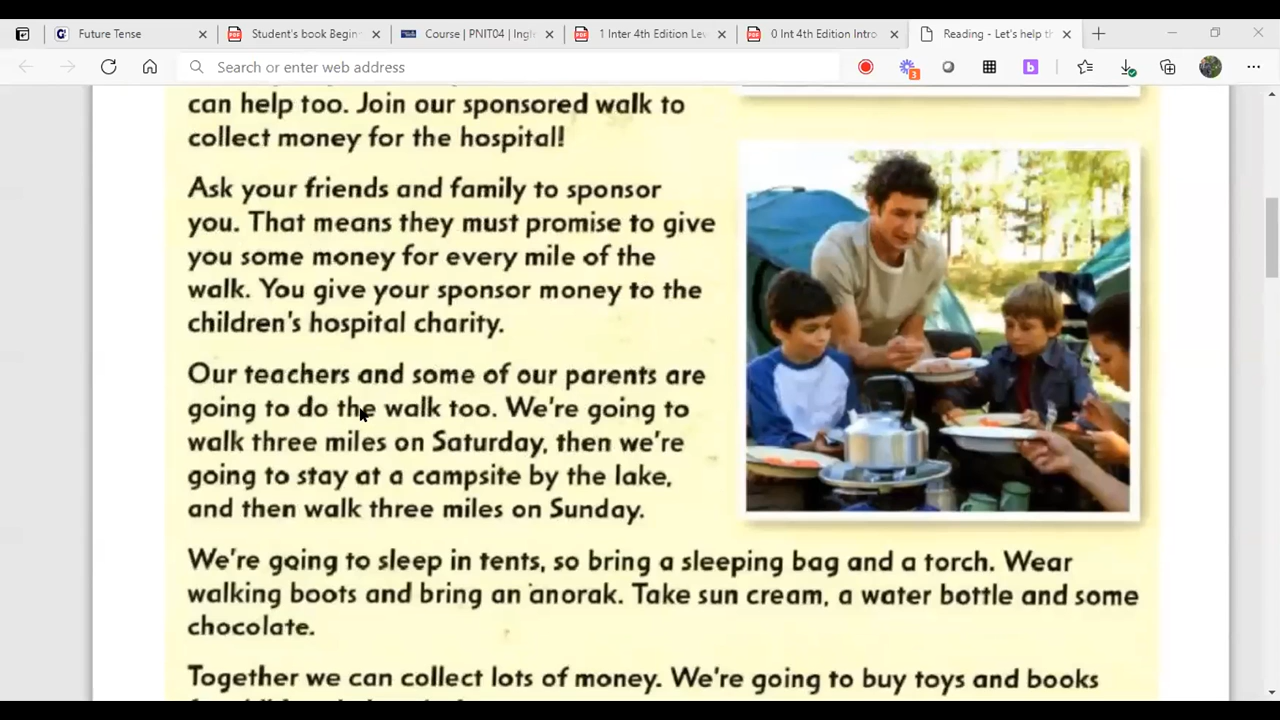 Future Tense
Student's book Begin
Course | PNIT04 | Ingl
1 Inter 4th Edition Lev
0 Int 4th Edition Intro
Reading - Let's help th
Search or enter web address
3
b
can help too. Join our sponsored walk to
collect money for the hospital!
Ask your friends and family to sponsor
you. That means they must promise to give
you some money for every mile of the
walk. You give your sponsor money to the
children's hospital charity.
Our teachers and some of our parents are
going to do the walk too. We're going to
walk three miles on Saturday, then we're
going to stay at a campsite by the lake,
and then walk three miles on Sunday.
We're going to sleep in tents, so bring a sleeping bag and a torch. Wear
walking boots and bring an anorak. Take sun cream, a water bottle and some
chocolate.
Together we can collect lots of money. We're going to buy toys and books